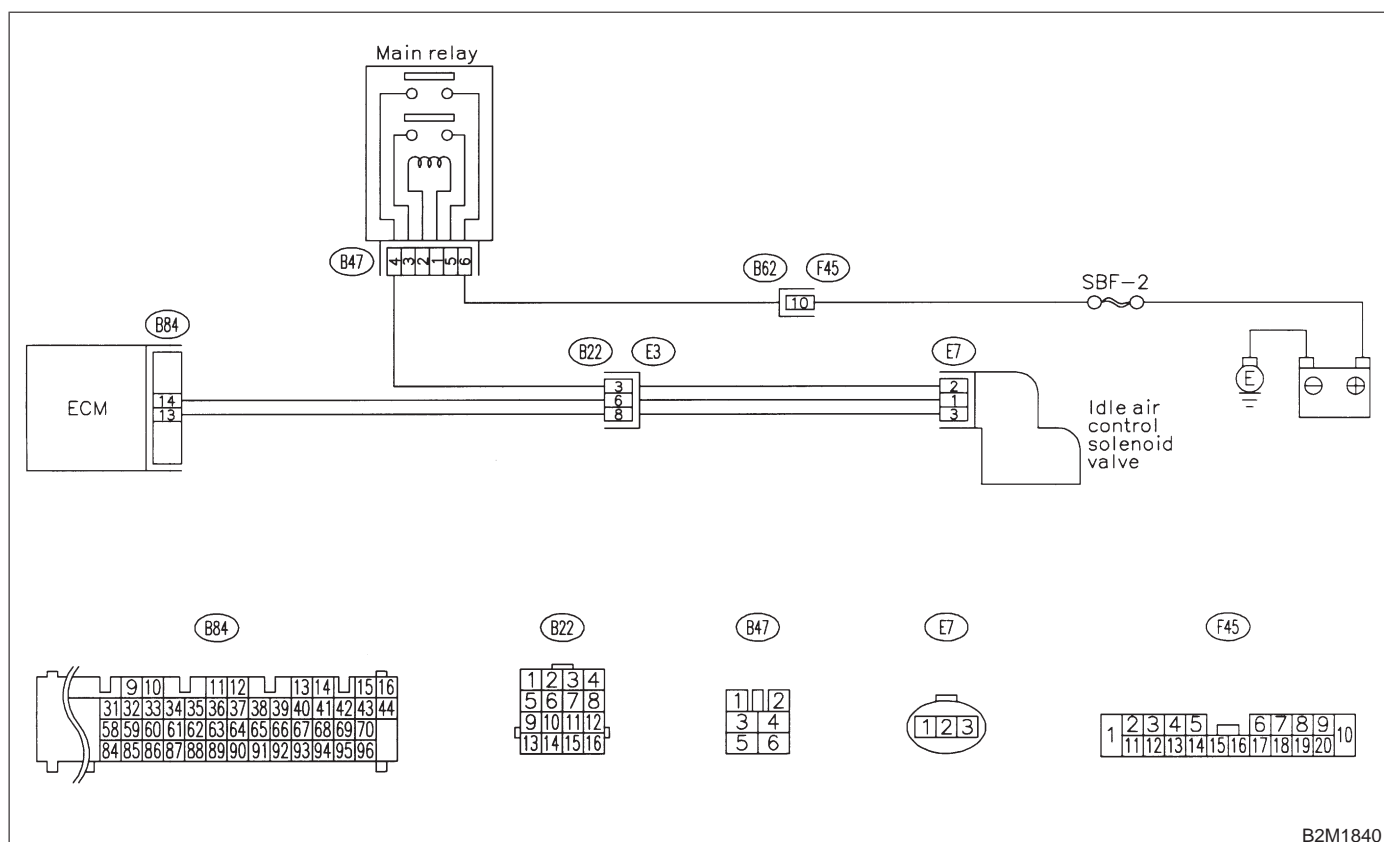 Main relay
B47
4 3 2 1 5 6
B62 F45
10
SBF-2
B84
B22 E3
E7
ECM
14
13
3
6
8
2
1
3
E
⊖ ⊕
Idle air
control
solenoid
valve
B84
B22
B47
E7
F45
9 10 11 12 13 14 15 16
31 32 33 34 35 36 37 38 39 40 41 42 43 44
58 59 60 61 62 63 64 65 66 67 68 69 70
84 85 86 87 88 89 90 91 92 93 94 95 96
1 2 3 4
5 6 7 8
9 10 11 12
13 14 15 16
1 2
3 4
5 6
1 2 3
1 2 3 4 5 6 7 8 9 10
11 12 13 14 15 16 17 18 19 20
B2M1840